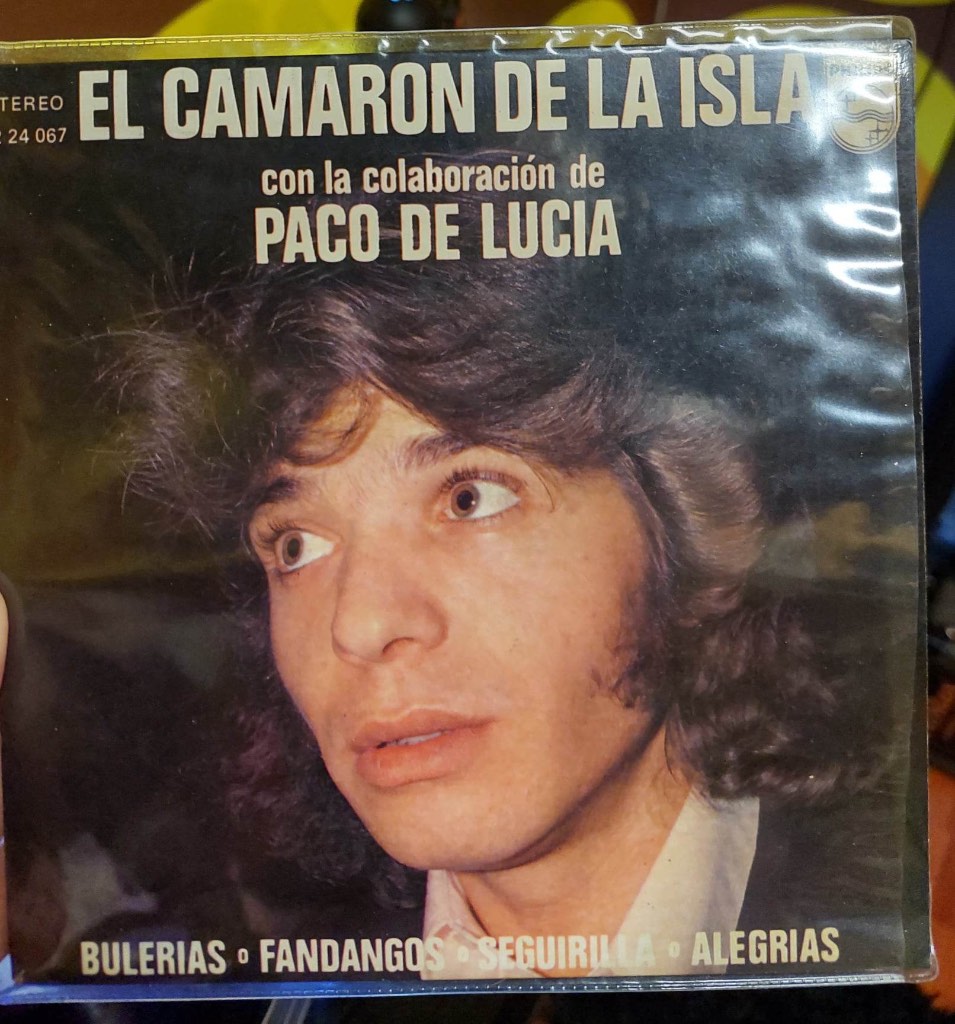 EL CAMARON DE LA ISLA
PHILIPS
TEREO
24 067
con la colaboración de
PACO DE LUCIA
BULERIAS o FANDANGOS o SEGUIRILLA o ALEGRIAS